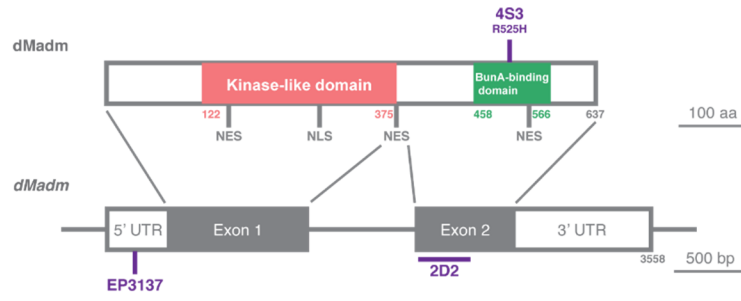 4S3
R525H
dMadm
Kinase-like domain
BunA-binding
domain
122
375
458
566
637
NES
NLS
NES
NES
100 aa
dMadm
5' UTR
Exon 1
Exon 2
3' UTR
3558
500 bp
EP3137
2D2